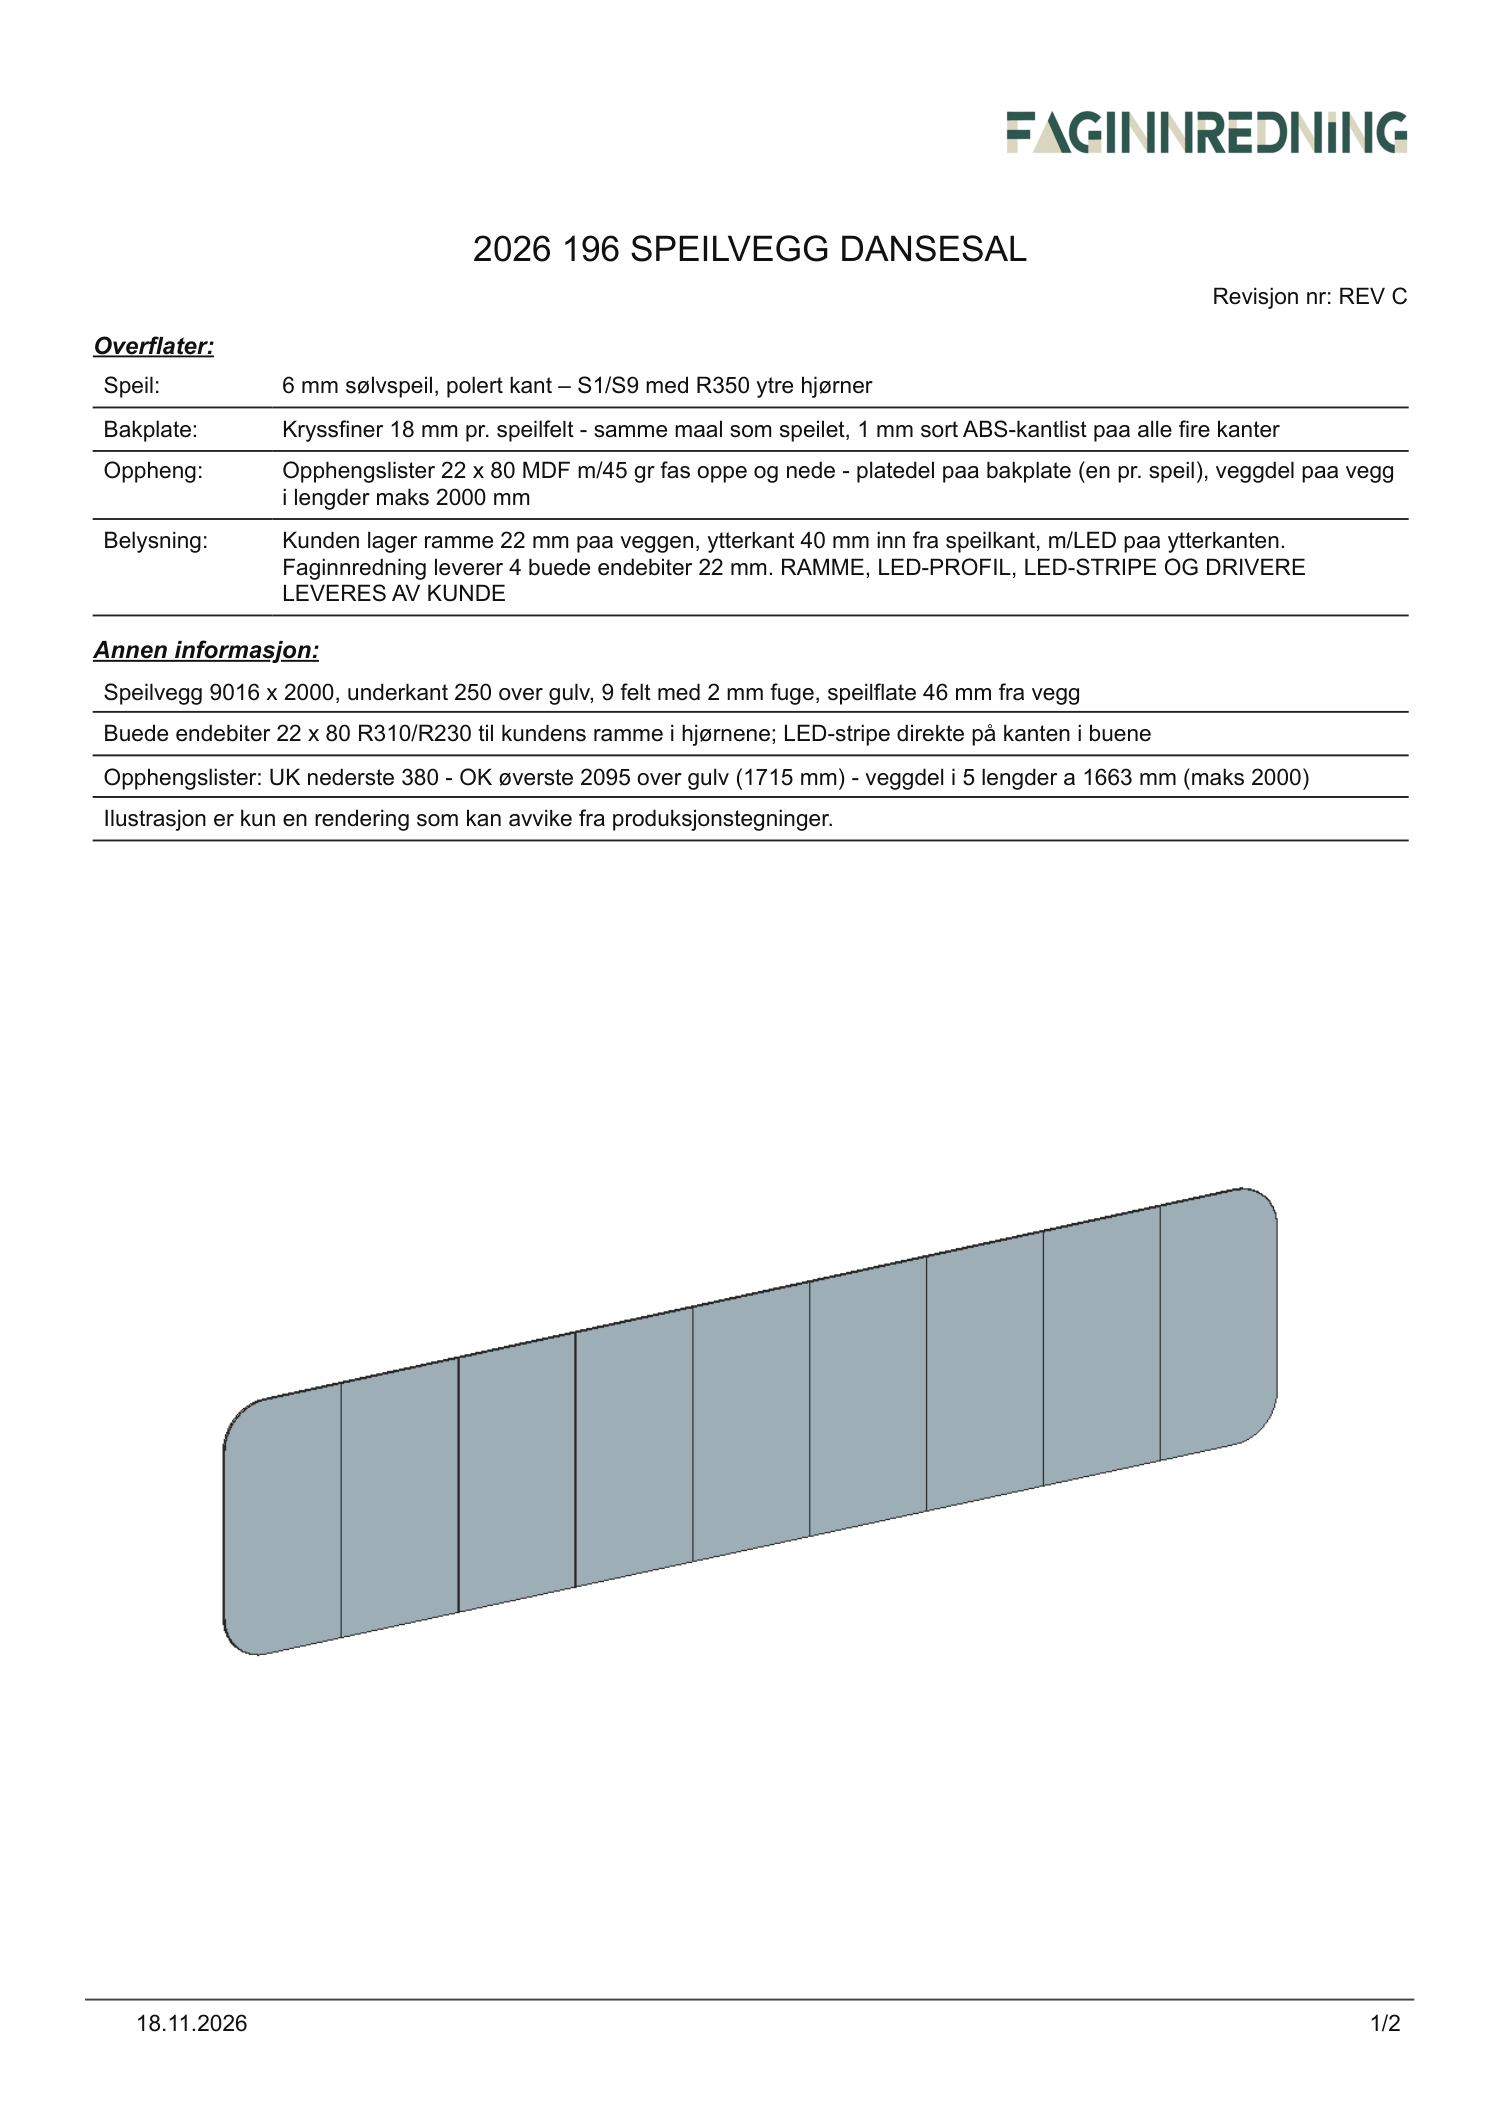 FAGINNREDNiNG
2026 196 SPEILVEGG DANSESAL
Revisjon nr: REV C
Overflater:
Speil: 6 mm sølvspeil, polert kant – S1/S9 med R350 ytre hjørner
Bakplate: Kryssfiner 18 mm pr. speilfelt - samme maal som speilet, 1 mm sort ABS-kantlist paa alle fire kanter
Oppheng: Opphengslister 22 x 80 MDF m/45 gr fas oppe og nede - platedel paa bakplate (en pr. speil), veggdel paa vegg
i lengder maks 2000 mm
Belysning: Kunden lager ramme 22 mm paa veggen, ytterkant 40 mm inn fra speilkant, m/LED paa ytterkanten.
Faginnredning leverer 4 buede endebiter 22 mm. RAMME, LED-PROFIL, LED-STRIPE OG DRIVERE
LEVERES AV KUNDE
Annen informasjon:
Speilvegg 9016 x 2000, underkant 250 over gulv, 9 felt med 2 mm fuge, speilflate 46 mm fra vegg
Buede endebiter 22 x 80 R310/R230 til kundens ramme i hjørnene; LED-stripe direkte på kanten i buene
Opphengslister: UK nederste 380 - OK øverste 2095 over gulv (1715 mm) - veggdel i 5 lengder a 1663 mm (maks 2000)
Ilustrasjon er kun en rendering som kan avvike fra produksjonstegninger.
18.11.2026
1/2